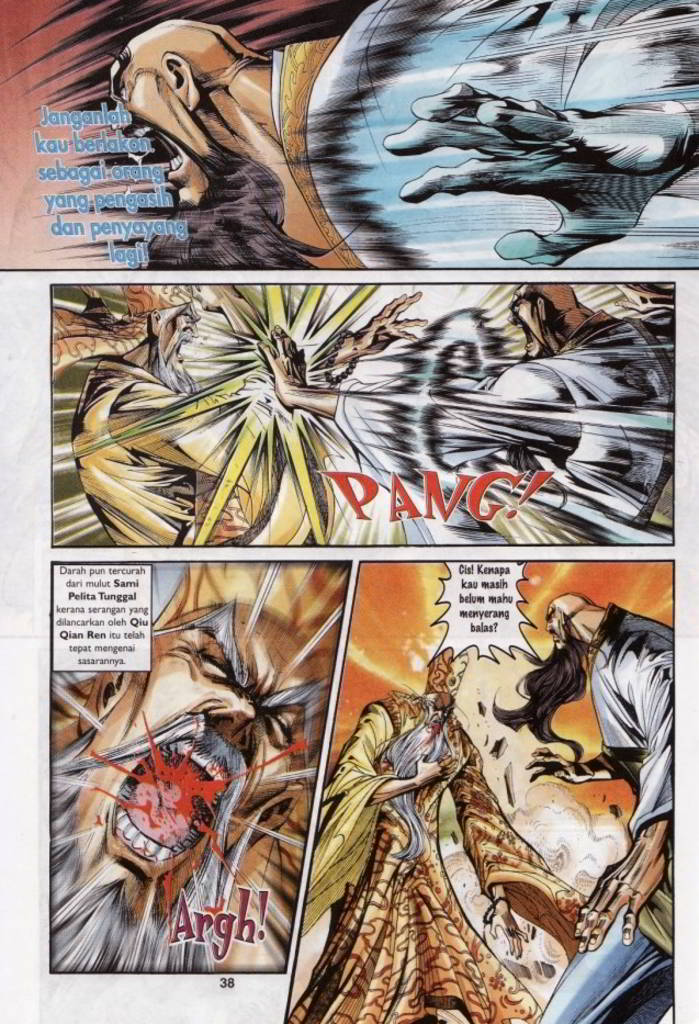 Janganlah
kau berlakon
sebagai orang
yang pengasih
dan penyayang
lagi!
PANG!
Darah pun tercurah
dari mulut Sami
Pelita Tunggal
kerana serangan yang
dilancarkan oleh Qiu
Qian Ren itu telah
tepat mengenai
sasarannya.
Argh!
Cis! Kenapa
kau masih
belum mahu
menyerang
balas?
38